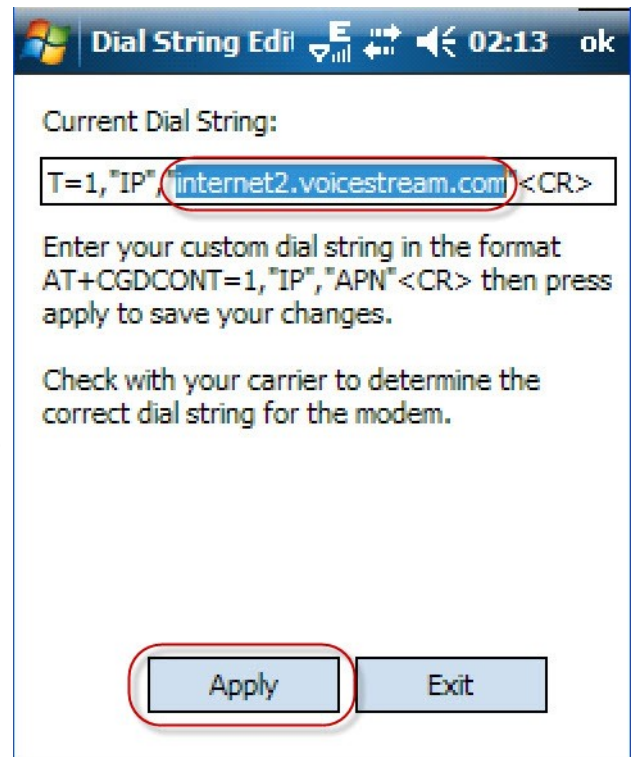 Dial String Edi
E
02:13
ok
Current Dial String:
T=1,"IP","internet2.voicestream.com"<CR>
Enter your custom dial string in the format
AT+CGDCONT=1,"IP","APN"<CR> then press
apply to save your changes.
Check with your carrier to determine the
correct dial string for the modem.
Apply
Exit